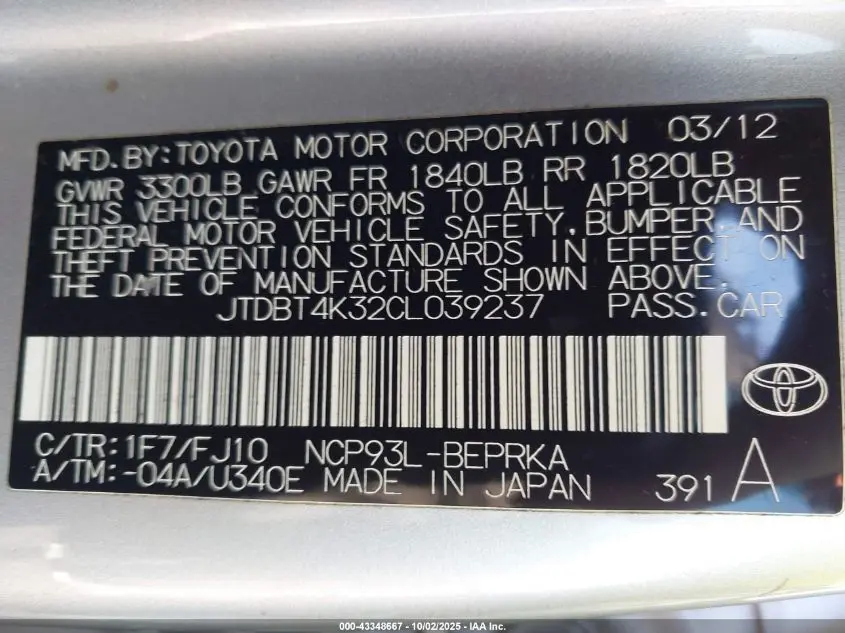 MFD. BY: TOYOTA MOTOR CORPORATION 03/12
GVWR 3300LB GAWR FR 1840LB RR 1820LB
THIS VEHICLE CONFORMS TO ALL APPLICABLE
FEDERAL MOTOR VEHICLE SAFETY, BUMPER, AND
THEFT PREVENTION STANDARDS IN EFFECT ON
THE DATE OF MANUFACTURE SHOWN ABOVE.
JTDBT4K32CL039237 PASS. CAR
C/TR: 1F7/FJ10 NCP93L-BEPRKA
A/TM: -04A/U340E MADE IN JAPAN 391 A
000-43348667 - 10/02/2025 - IAA Inc.